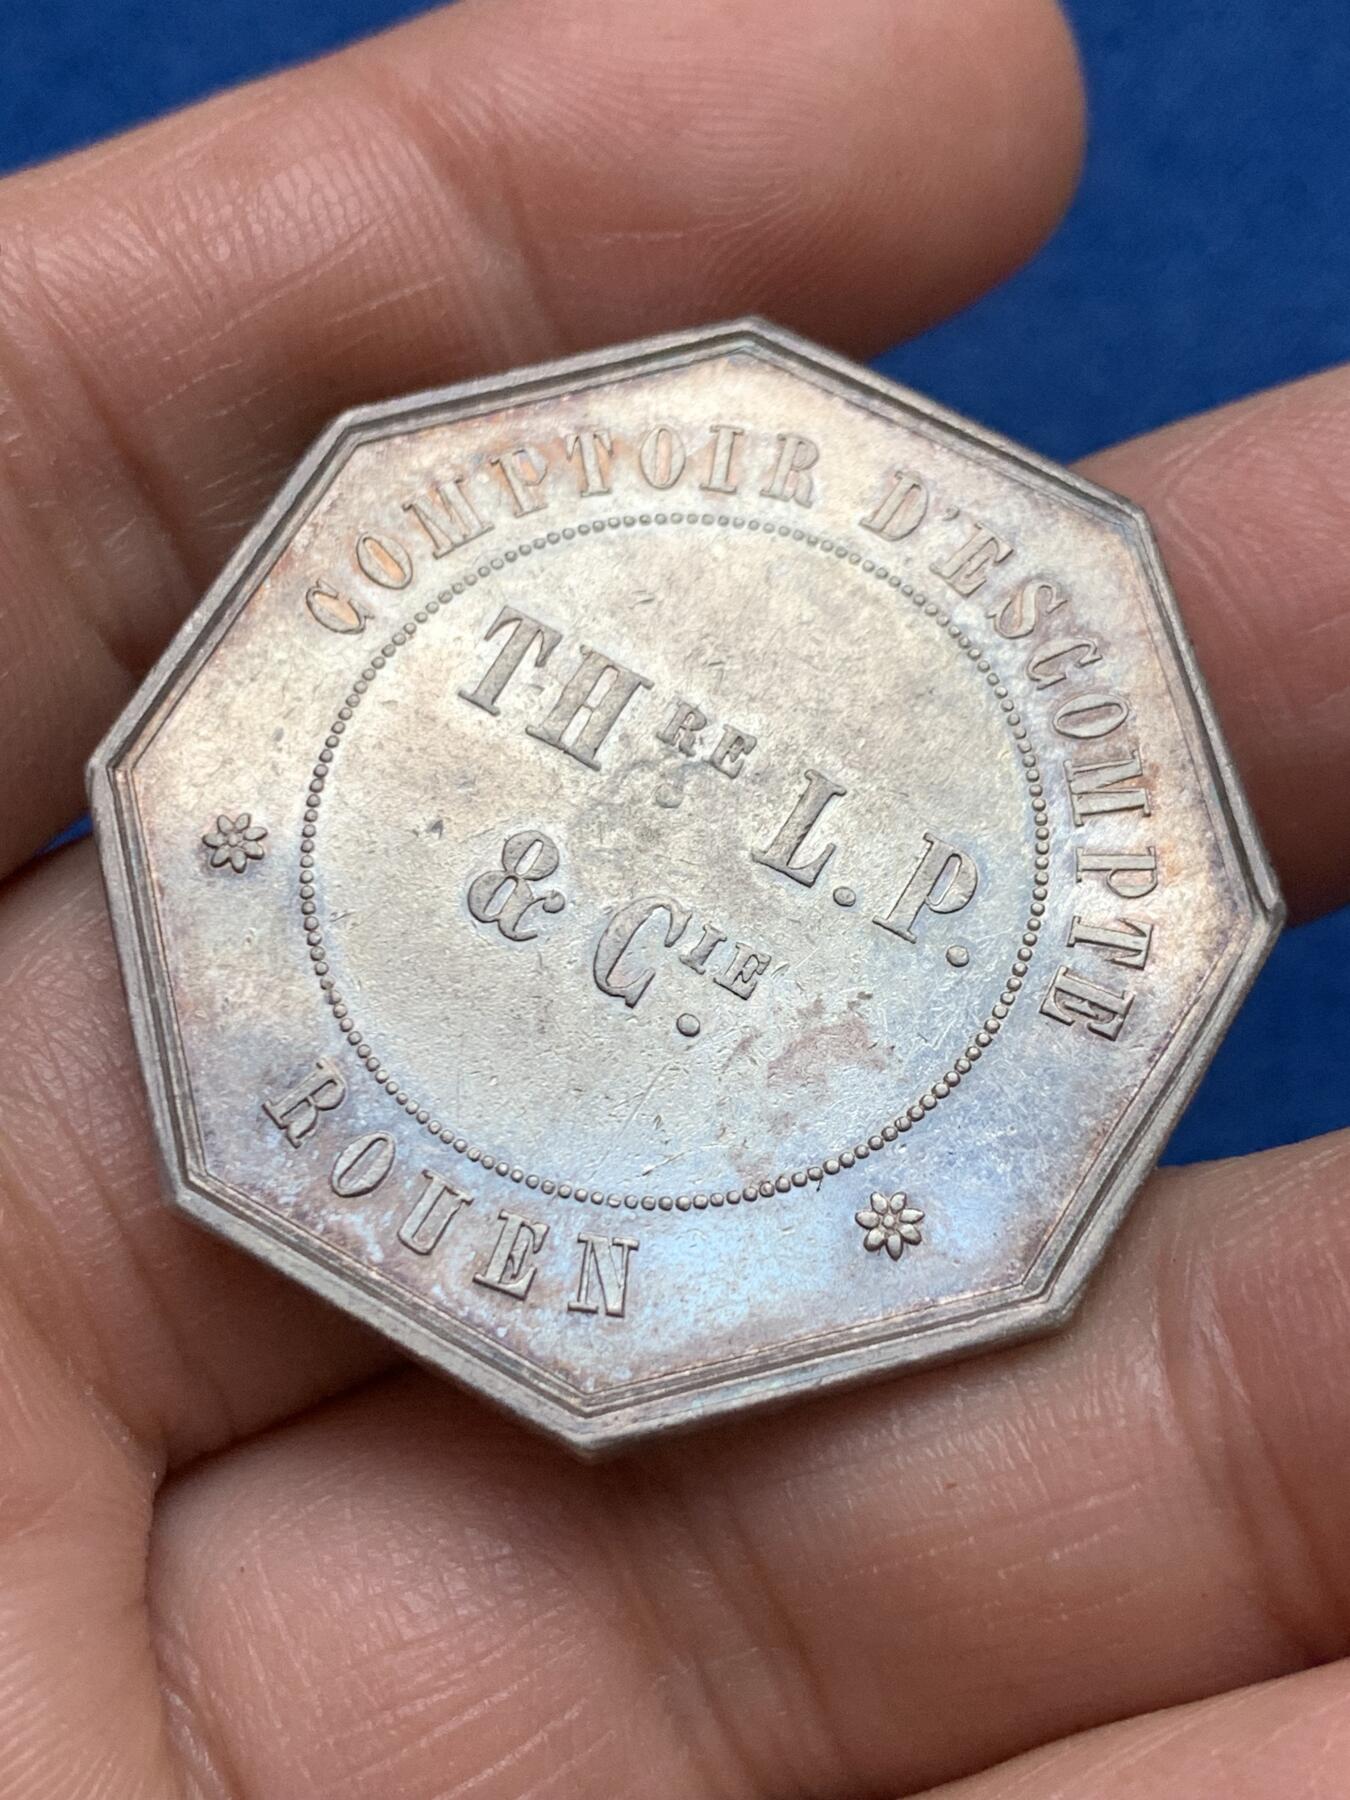 COMPTOIR D'ESCOMPTE
THRE L. P.
& CIE.
ROUEN